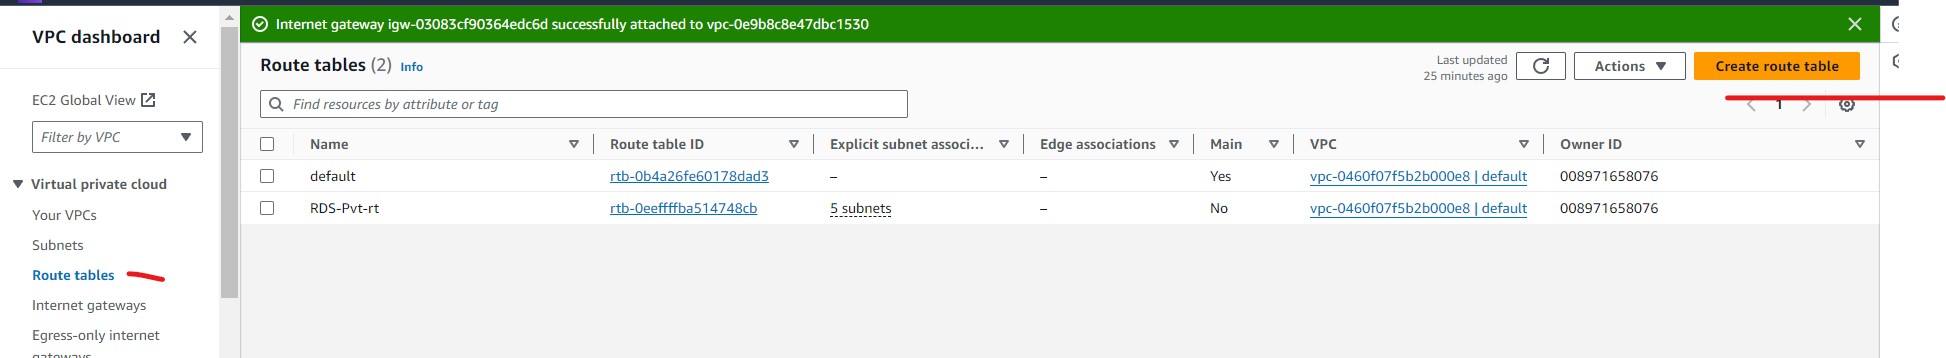 Internet gateway igw-03083cf90364edc6d successfully attached to vpc-0e9b8c8e47dbc1530
VPC dashboard
EC2 Global View
Filter by VPC
Virtual private cloud
Your VPCs
Subnets
Route tables
Internet gateways
Egress-only internet
gateways
Route tables (2) Info
Last updated
25 minutes ago
Actions
Create route table
Find resources by attribute or tag
1
Name Route table ID Explicit subnet associ... Edge associations Main VPC Owner ID
default rtb-0b4a26fe60178dad3 – – Yes vpc-0460f07f5b2b000e8 | default 008971658076
RDS-Pvt-rt rtb-0eeffffba514748cb 5 subnets – No vpc-0460f07f5b2b000e8 | default 008971658076